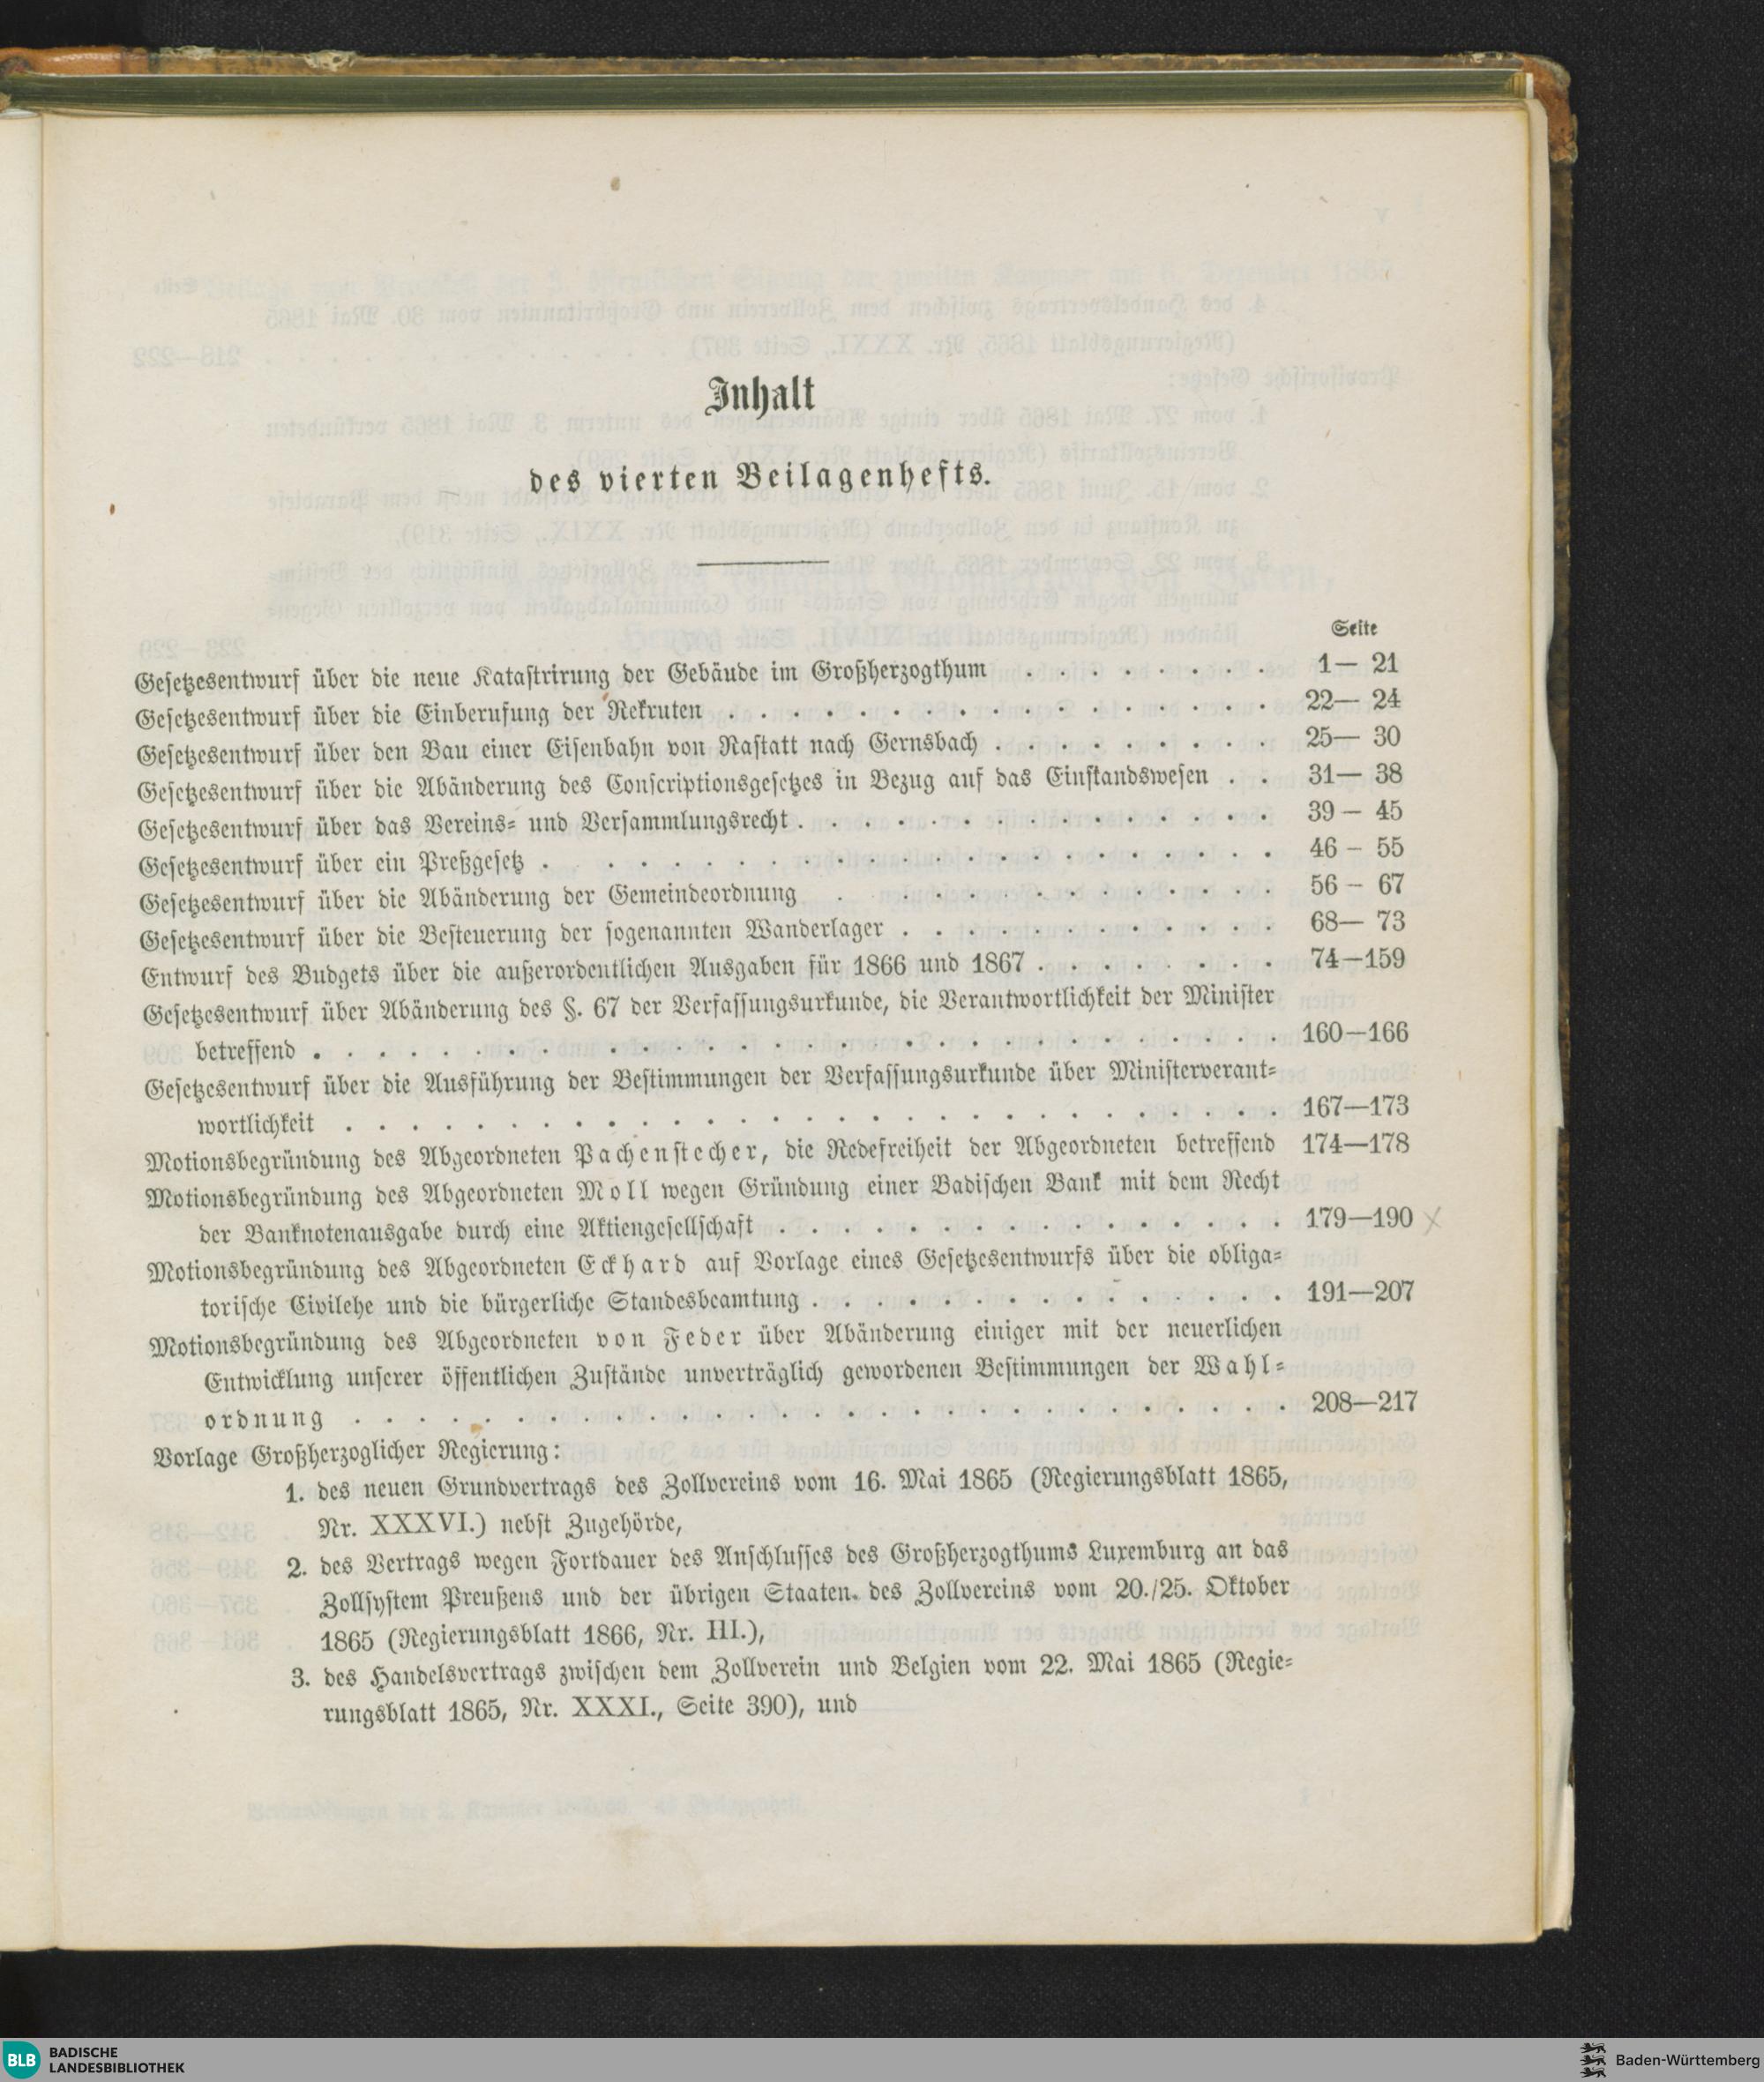 Inhalt
des vierten Beilagenhefts.
Seite
Gesetzesentwurf über die neue Katastrirung der Gebäude im Großherzogthum . . . . . . . . 1— 21
Gesetzesentwurf über die Einberufung der Rekruten . . . . . . . . . . . . . . . . . 22— 24
Gesetzesentwurf über den Bau einer Eisenbahn von Rastatt nach Gernsbach . . . . . . . . . 25— 30
Gesetzesentwurf über die Abänderung des Conscriptionsgesetzes in Bezug auf das Einstandswesen . . 31— 38
Gesetzesentwurf über das Vereins- und Versammlungsrecht . . . . . . . . . . . . . . . 39 – 45
Gesetzesentwurf über ein Preßgesetz . . . . . . . . . . . . . . . . . . . . . . 46 – 55
Gesetzesentwurf über die Abänderung der Gemeindeordnung . . . . . . . . . . . . . 56 – 67
Gesetzesentwurf über die Besteuerung der sogenannten Wanderlager . . . . . . . . . . . . 68— 73
Entwurf des Budgets über die außerordentlichen Ausgaben für 1866 und 1867 . . . . . . . . 74—159
Gesetzesentwurf über Abänderung des §. 67 der Verfassungsurkunde, die Verantwortlichkeit der Minister
betreffend . . . . . . . . . . . . . . . . . . . . . . . . . . . . . . 160—166
Gesetzesentwurf über die Ausführung der Bestimmungen der Verfassungsurkunde über Ministerverant-
wortlichkeit . . . . . . . . . . . . . . . . . . . . . . . . . . . . . 167—173
Motionsbegründung des Abgeordneten Pachenstecher, die Redefreiheit der Abgeordneten betreffend 174—178
Motionsbegründung des Abgeordneten Moll wegen Gründung einer Badischen Bank mit dem Recht
der Banknotenausgabe durch eine Aktiengesellschaft . . . . . . . . . . . . . . . . 179—190
Motionsbegründung des Abgeordneten Eckhard auf Vorlage eines Gesetzesentwurfs über die obliga-
torische Civilehe und die bürgerliche Standesbeamtung . . . . . . . . . . . . . . . 191—207
Motionsbegründung des Abgeordneten von Feder über Abänderung einiger mit der neuerlichen
Entwicklung unserer öffentlichen Zustände unverträglich gewordenen Bestimmungen der Wahl-
ordnung . . . . . . . . . . . . . . . . . . . . . . . . . . . . . 208—217
Vorlage Großherzoglicher Regierung:
1. des neuen Grundvertrags des Zollvereins vom 16. Mai 1865 (Regierungsblatt 1865,
Nr. XXXVI.) nebst Zugehörde,
2. des Vertrags wegen Fortdauer des Anschlusses des Großherzogthums Luxemburg an das
Zollsystem Preußens und der übrigen Staaten. des Zollvereins vom 20./25. Oktober
1865 (Regierungsblatt 1866, Nr. III.),
3. des Handelsvertrags zwischen dem Zollverein und Belgien vom 22. Mai 1865 (Regie-
rungsblatt 1865, Nr. XXXI., Seite 390), und
BLB BADISCHE
LANDESBIBLIOTHEK
Baden-Württemberg